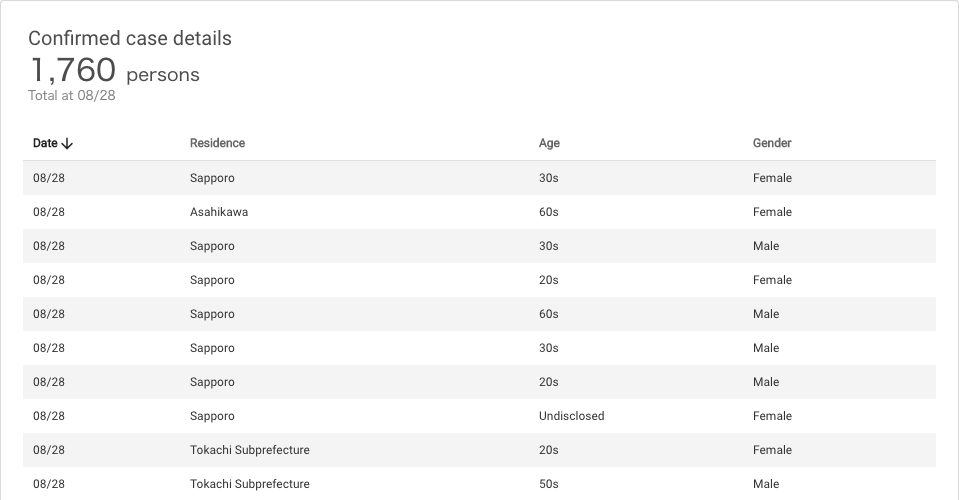 Confirmed case details
1,760 persons
Total at 08/28
Date Residence Age Gender
08/28 Sapporo 30s Female
08/28 Asahikawa 60s Female
08/28 Sapporo 30s Male
08/28 Sapporo 20s Female
08/28 Sapporo 60s Male
08/28 Sapporo 30s Male
08/28 Sapporo 20s Male
08/28 Sapporo Undisclosed Female
08/28 Tokachi Subprefecture 20s Female
08/28 Tokachi Subprefecture 50s Male